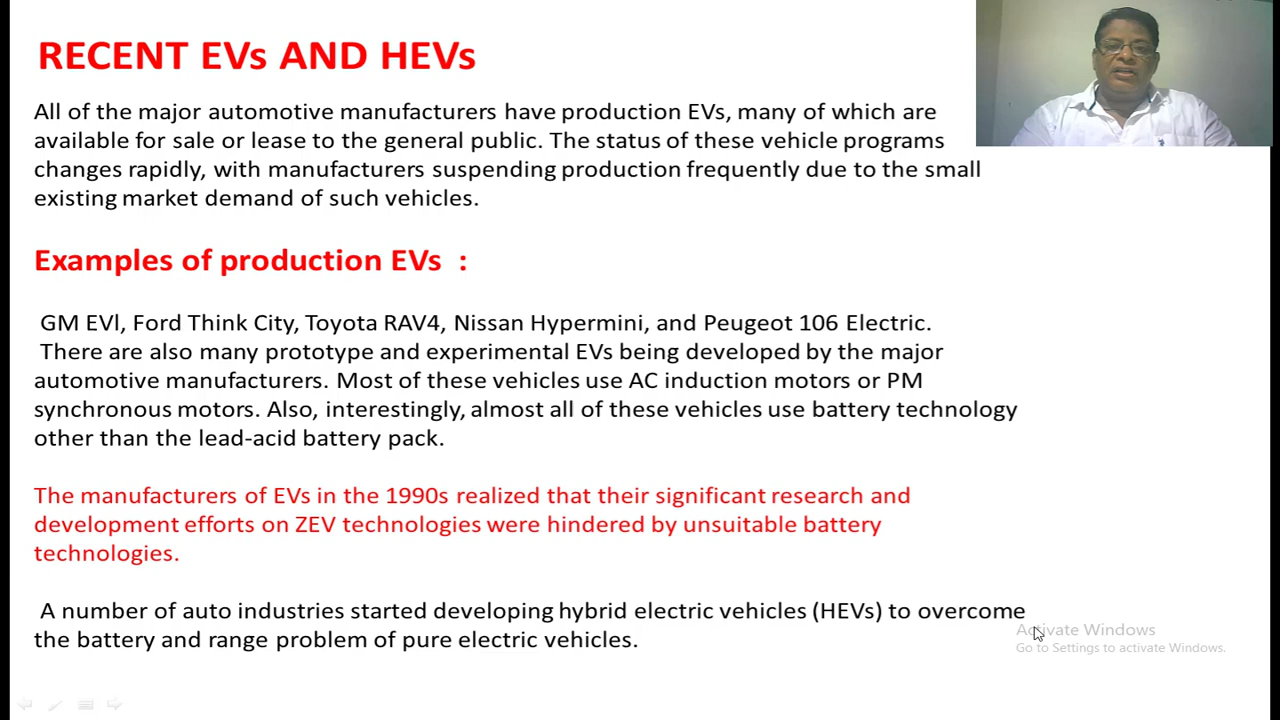 RECENT EVs AND HEVs
All of the major automotive manufacturers have production EVs, many of which are
available for sale or lease to the general public. The status of these vehicle programs
changes rapidly, with manufacturers suspending production frequently due to the small
existing market demand of such vehicles.
Examples of production EVs :
GM EVl, Ford Think City, Toyota RAV4, Nissan Hypermini, and Peugeot 106 Electric.
There are also many prototype and experimental EVs being developed by the major
automotive manufacturers. Most of these vehicles use AC induction motors or PM
synchronous motors. Also, interestingly, almost all of these vehicles use battery technology
other than the lead-acid battery pack.
The manufacturers of EVs in the 1990s realized that their significant research and
development efforts on ZEV technologies were hindered by unsuitable battery
technologies.
A number of auto industries started developing hybrid electric vehicles (HEVs) to overcome
the battery and range problem of pure electric vehicles.
Activate Windows
Go to Settings to activate Windows.